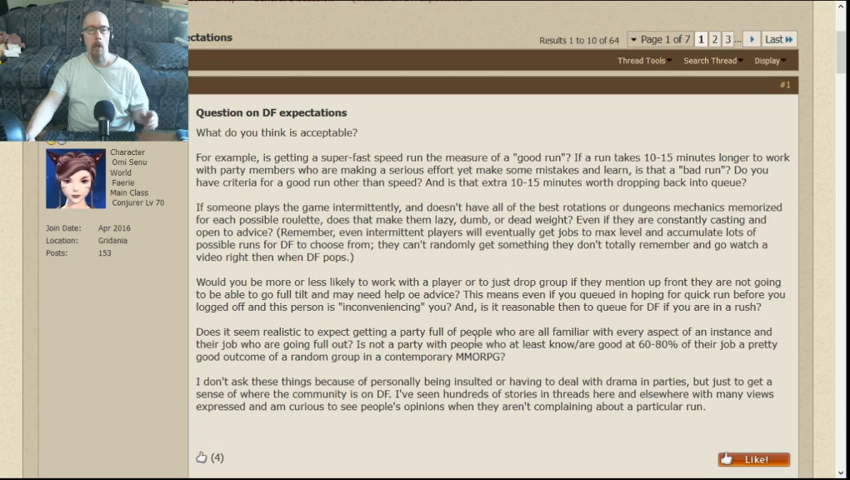 ectations
Results 1 to 10 of 64
Page 1 of 7 1 2 3 ... Last
Thread Tools Search Thread Display
#1
Question on DF expectations
What do you think is acceptable?
For example, is getting a super-fast speed run the measure of a "good run"? If a run takes 10-15 minutes longer to work
with party members who are making a serious effort yet make some mistakes and learn, is that a "bad run"? Do you
have criteria for a good run other than speed? And is that extra 10-15 minutes worth dropping back into queue?
If someone plays the game intermittently, and doesn't have all of the best rotations or dungeons mechanics memorized
for each possible roulette, does that make them lazy, dumb, or dead weight? Even if they are constantly casting and
open to advice? (Remember, even intermittent players will eventually get jobs to max level and accumulate lots of
possible runs for DF to choose from; they can't randomly get something they don't totally remember and go watch a
video right then when DF pops.)
Would you be more or less likely to work with a player or to just drop group if they mention up front they are not going
to be able to go full tilt and may need help oe advice? This means even if you queued in hoping for quick run before you
logged off and this person is "inconveniencing" you? And, is it reasonable then to queue for DF if you are in a rush?
Does it seem realistic to expect getting a party full of people who are all familiar with every aspect of an instance and
their job who are going full out? Is not a party with people who at least know/are good at 60-80% of their job a pretty
good outcome of a random group in a contemporary MMORPG?
I don't ask these things because of personally being insulted or having to deal with drama in parties, but just to get a
sense of where the community is on DF. I've seen hundreds of stories in threads here and elsewhere with many views
expressed and am curious to see people's opinions when they aren't complaining about a particular run.
(4)
Like!
Character
Omi Senu
World
Faerie
Main Class
Conjurer Lv 70
Join Date: Apr 2016
Location: Gridania
Posts: 153